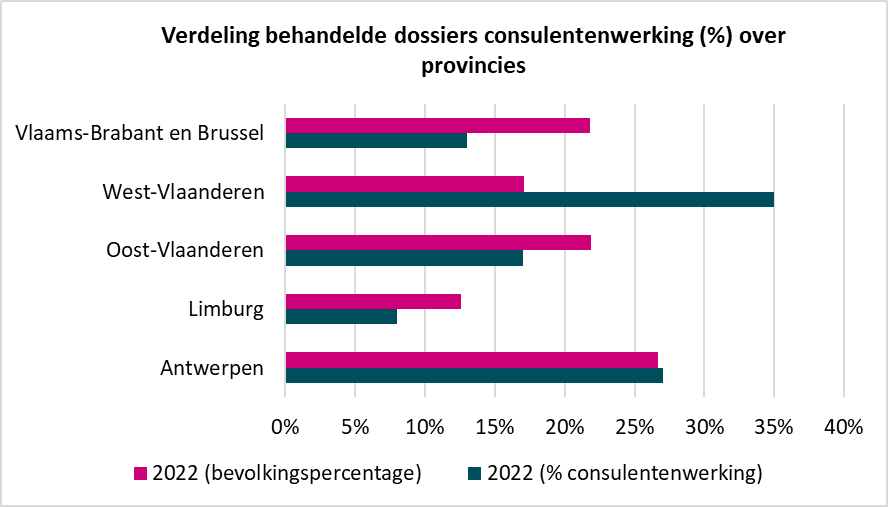 Verdeling behandelde dossiers consulentenwerking (%) over
provincies
Vlaams-Brabant en Brussel
West-Vlaanderen
Oost-Vlaanderen
Limburg
Antwerpen
0% 5% 10% 15% 20% 25% 30% 35% 40%
2022 (bevolkingspercentage) 2022 (% consulentenwerking)